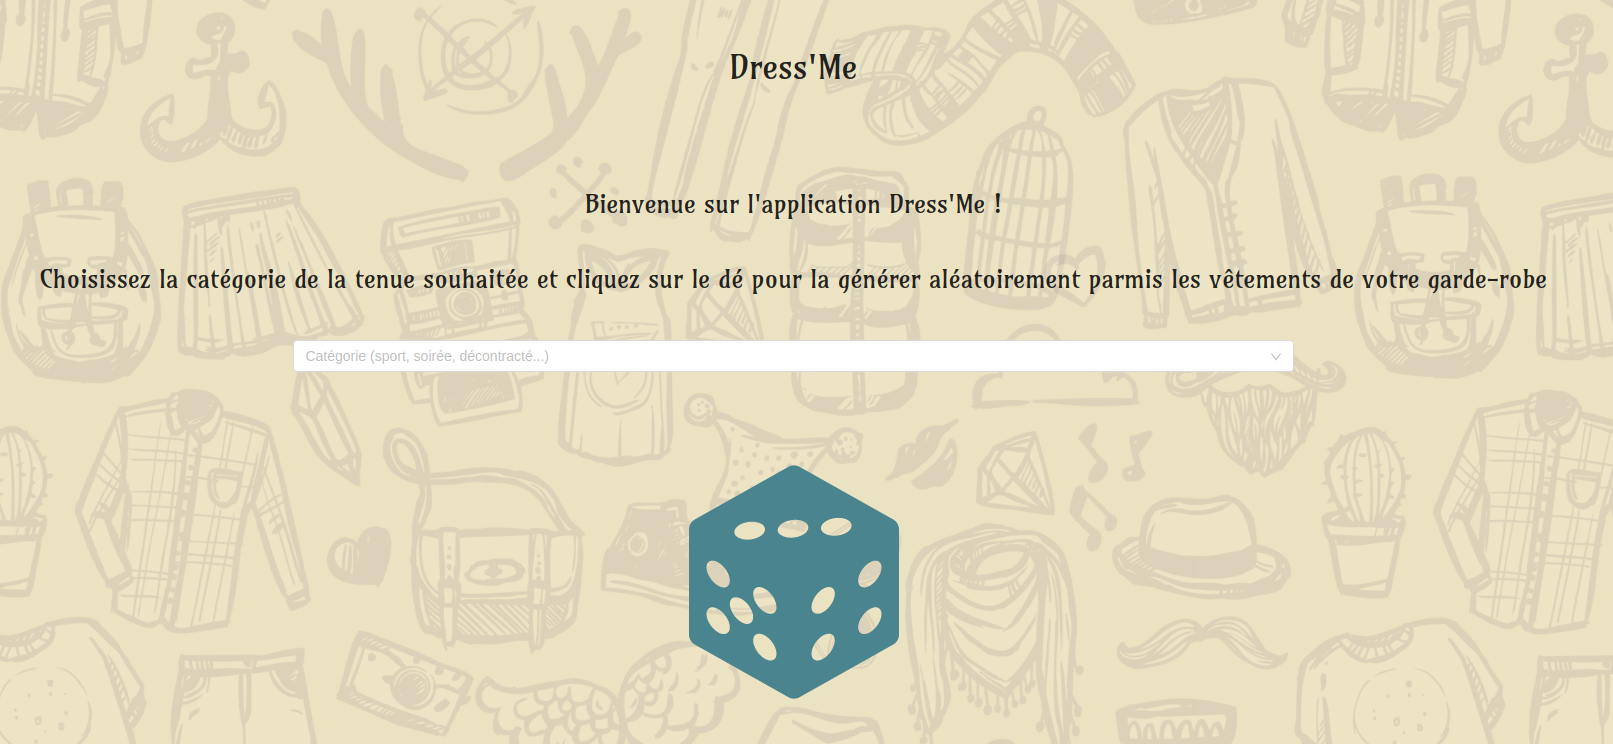 Dress'Me
Bienvenue sur l'application Dress'Me !
Choisissez la catégorie de la tenue souhaitée et cliquez sur le dé pour la générer aléatoirement parmis les vêtements de votre garde-robe
Catégorie (sport, soirée, décontracté...)